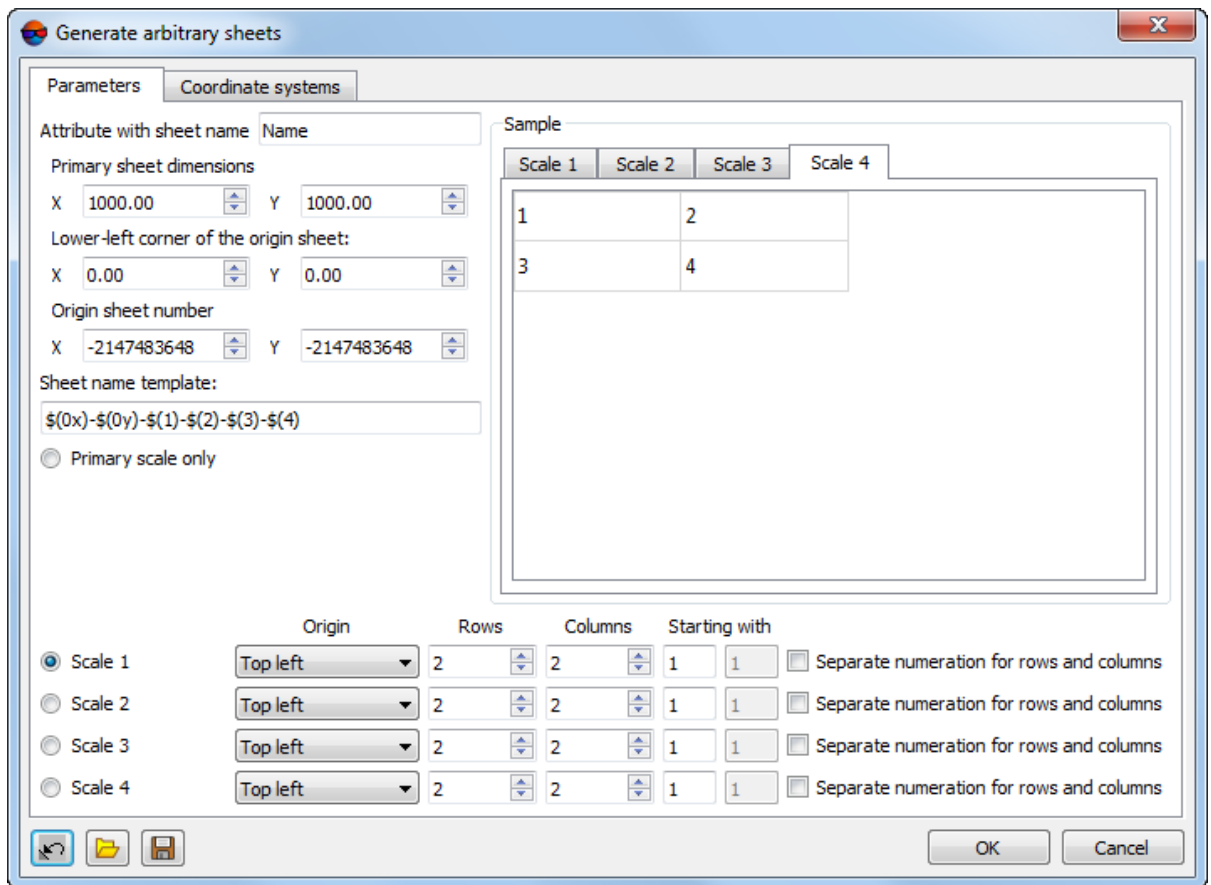 Generate arbitrary sheets
Parameters Coordinate systems
Attribute with sheet name Name
Primary sheet dimensions
X 1000.00 Y 1000.00
Lower-left corner of the origin sheet:
X 0.00 Y 0.00
Origin sheet number
X -2147483648 Y -2147483648
Sheet name template:
$(0x)-$(0y)-$(1)-$(2)-$(3)-$(4)
Primary scale only
Sample
Scale 1 Scale 2 Scale 3 Scale 4
1 2
3 4
Origin Rows Columns Starting with
Scale 1 Top left 2 2 1 1 Separate numeration for rows and columns
Scale 2 Top left 2 2 1 1 Separate numeration for rows and columns
Scale 3 Top left 2 2 1 1 Separate numeration for rows and columns
Scale 4 Top left 2 2 1 1 Separate numeration for rows and columns
OK Cancel